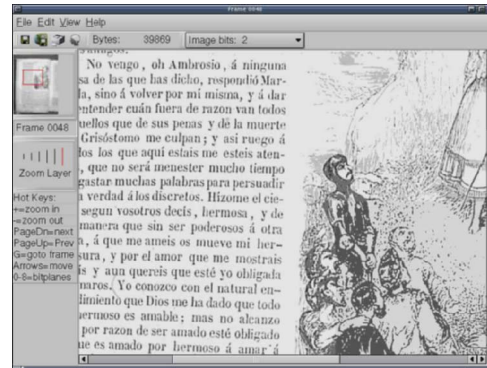 Frame 0048
File Edit View Help
Bytes: 39869 Image bits: 2
Frame 0048
Zoom Layer
Hot Keys:
+=zoom in
-=zoom out
PageDn=next
PageUp=Prev
G=goto frame
Arrows=move
0-8=bitplanes
No vengo, oh Ambrosio, á ninguna
sa de las que has dicho, respondió Mar-
la, sino á volver por mi misma, y á dar
entender cuán fuera de razon van todos
uellos que de sus penas y de la muerte
Grisóstomo me culpan; y asi ruego á
los los que aqui estais me esteis aten-
, que no será menester mucho tiempo
gastar muchas palabras para persuadir
a verdad á los discretos. Hízome el cie-
segun vosotros decis, hermosa, y de
manera que sin ser poderosos á otra
a, á que me ameis os mueve mi her-
sura, y por el amor que me mostrais
is y aun quereis que esté yo obligada
maros. Yo conozco con el natural en-
dimiento que Dios me ha dado que todo
hermoso es amable; mas no alcanzo
por razon de ser amado esté obligado
ue es amado por hermoso á amar á